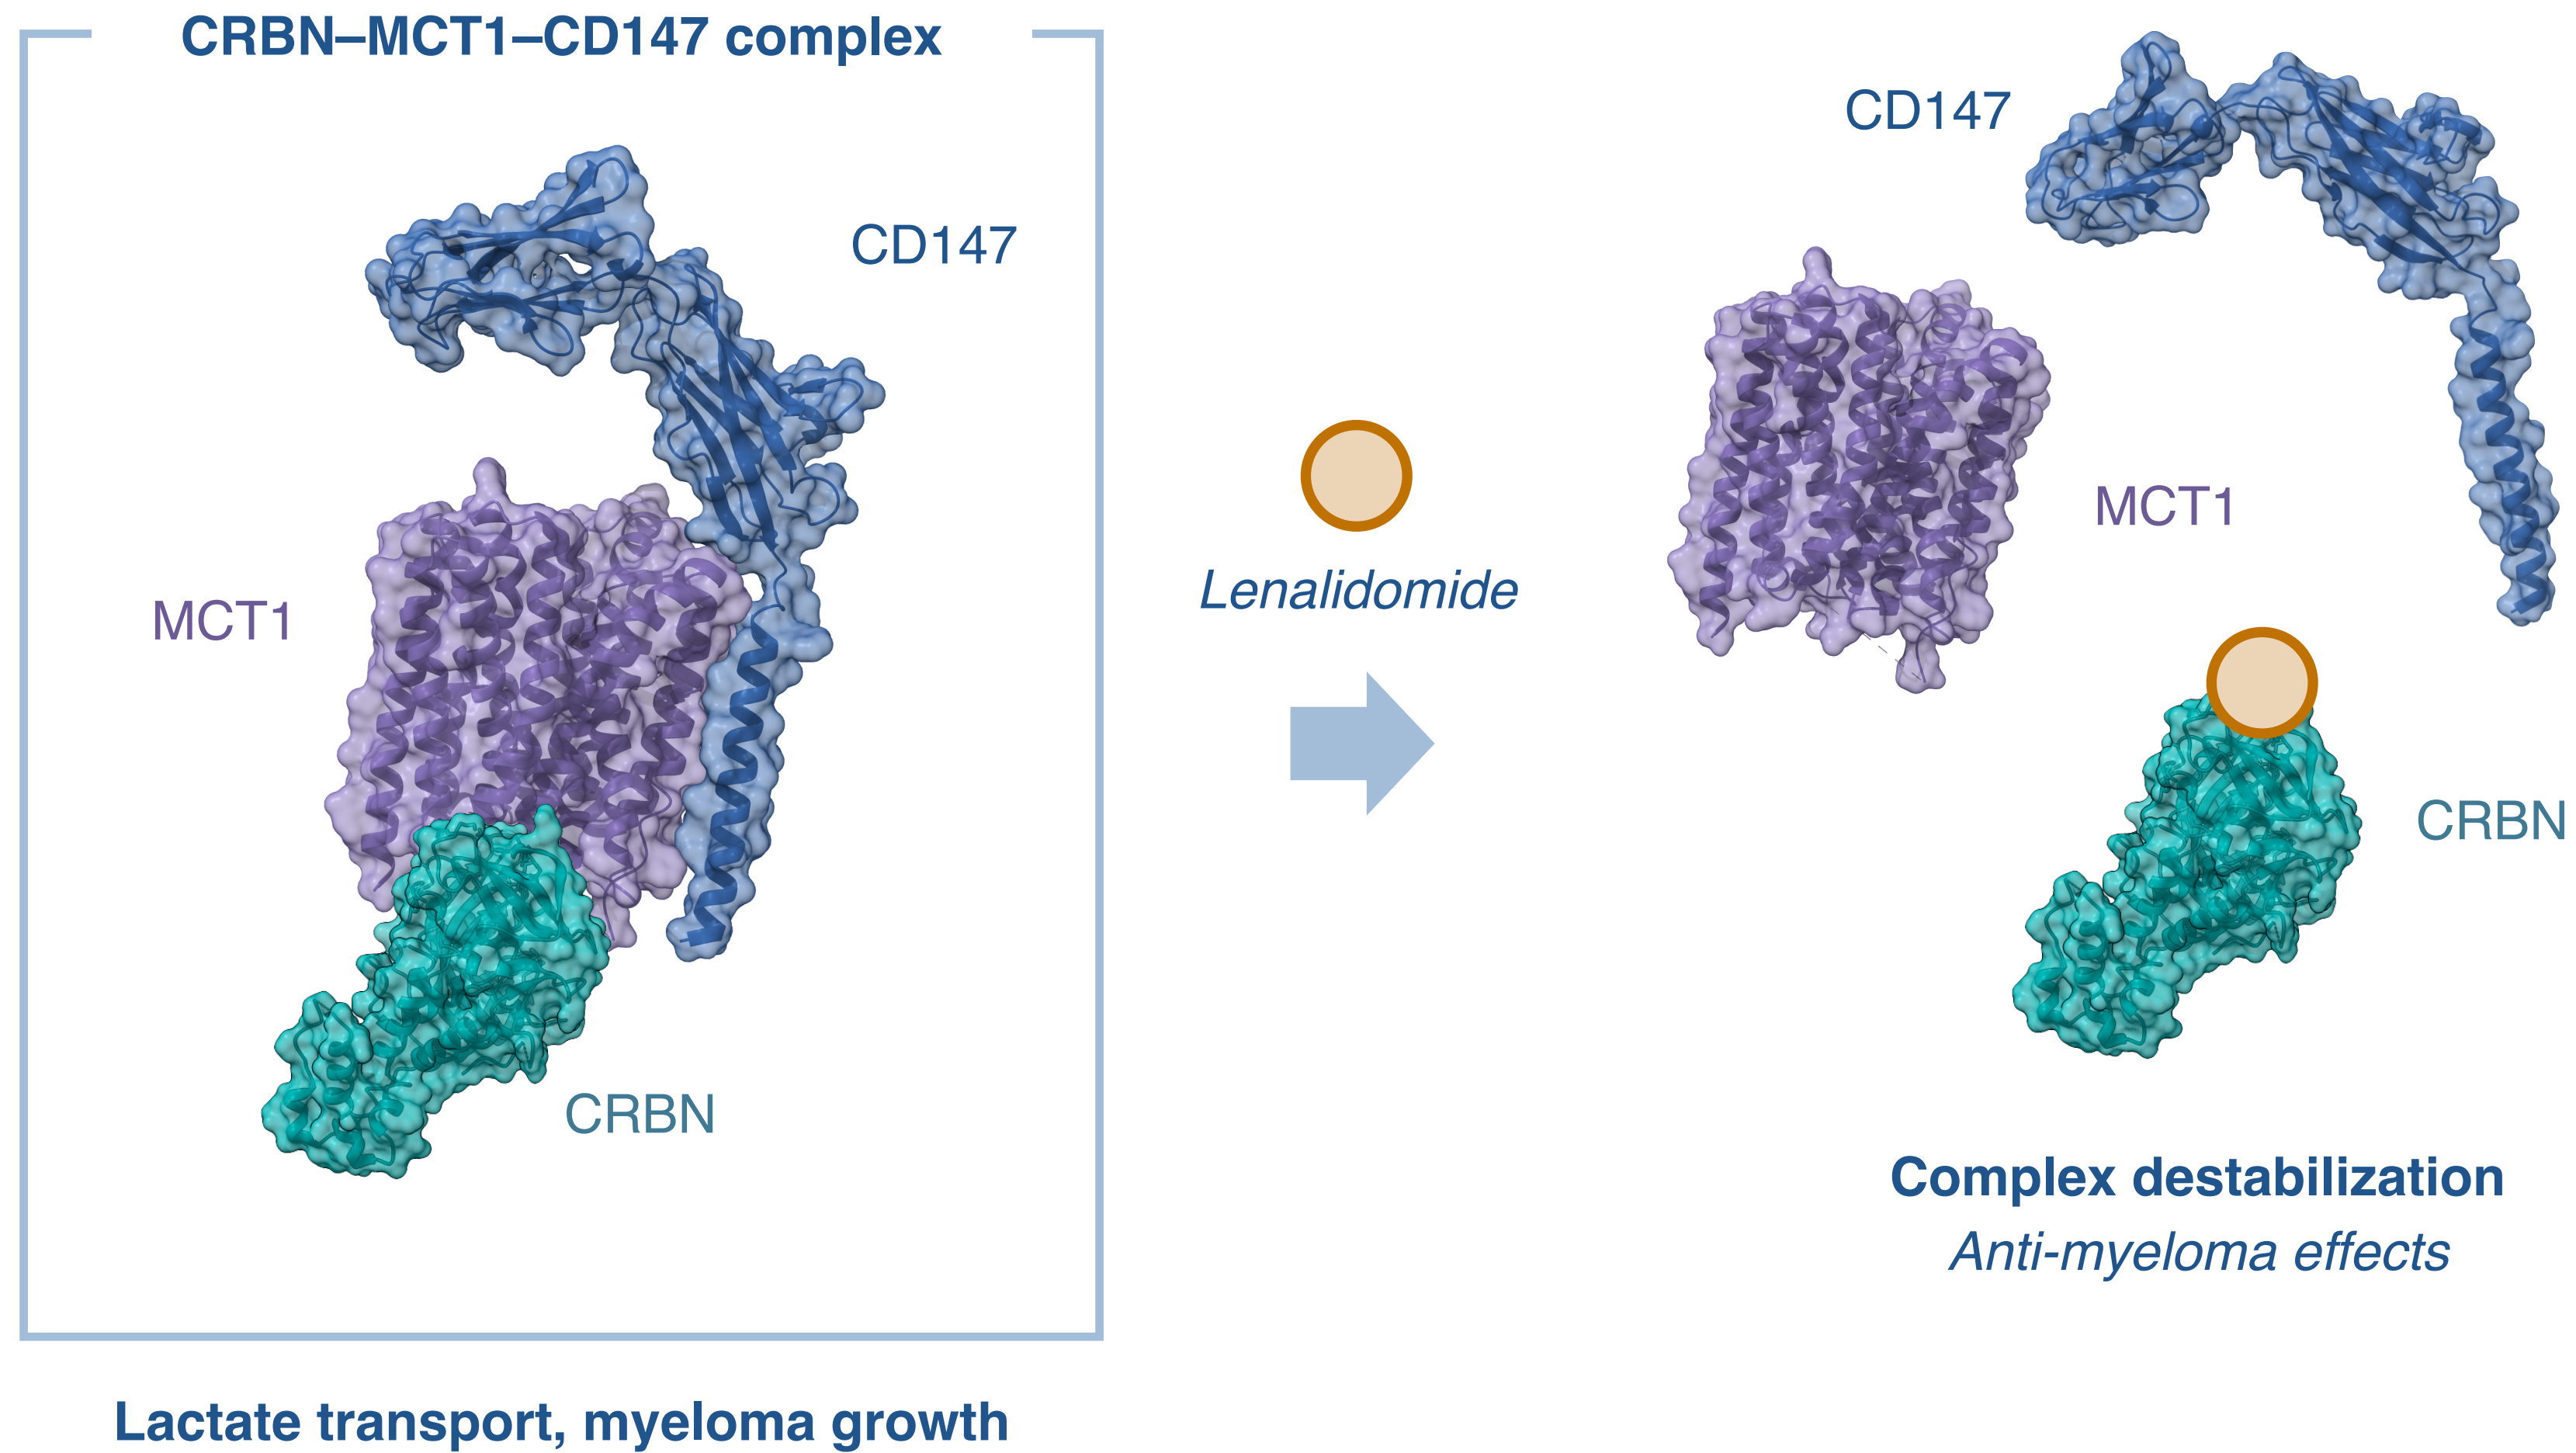 CRBN–MCT1–CD147 complex
CD147
MCT1
CRBN
Lactate transport, myeloma growth
Lenalidomide
CD147
MCT1
CRBN
Complex destabilization
Anti-myeloma effects